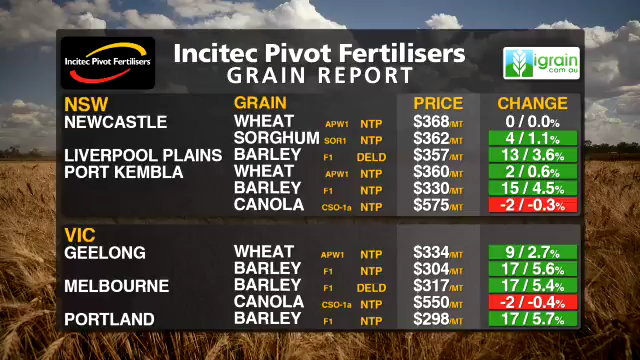 Incitec Pivot Fertilisers
Incitec Pivot Fertilisers
GRAIN REPORT
igrain
.com.au
NSW GRAIN PRICE CHANGE
NEWCASTLE WHEAT APW1 NTP $368/MT 0 / 0.0%
SORGHUM SOR1 NTP $362/MT 4 / 1.1%
LIVERPOOL PLAINS BARLEY F1 DELD $357/MT 13 / 3.6%
PORT KEMBLA WHEAT APW1 NTP $360/MT 2 / 0.6%
BARLEY F1 NTP $330/MT 15 / 4.5%
CANOLA CSO-1a NTP $575/MT -2 / -0.3%
VIC
GEELONG WHEAT APW1 NTP $334/MT 9 / 2.7%
BARLEY F1 NTP $304/MT 17 / 5.6%
MELBOURNE BARLEY F1 DELD $317/MT 17 / 5.4%
CANOLA CSO-1a NTP $550/MT -2 / -0.4%
PORTLAND BARLEY F1 NTP $298/MT 17 / 5.7%